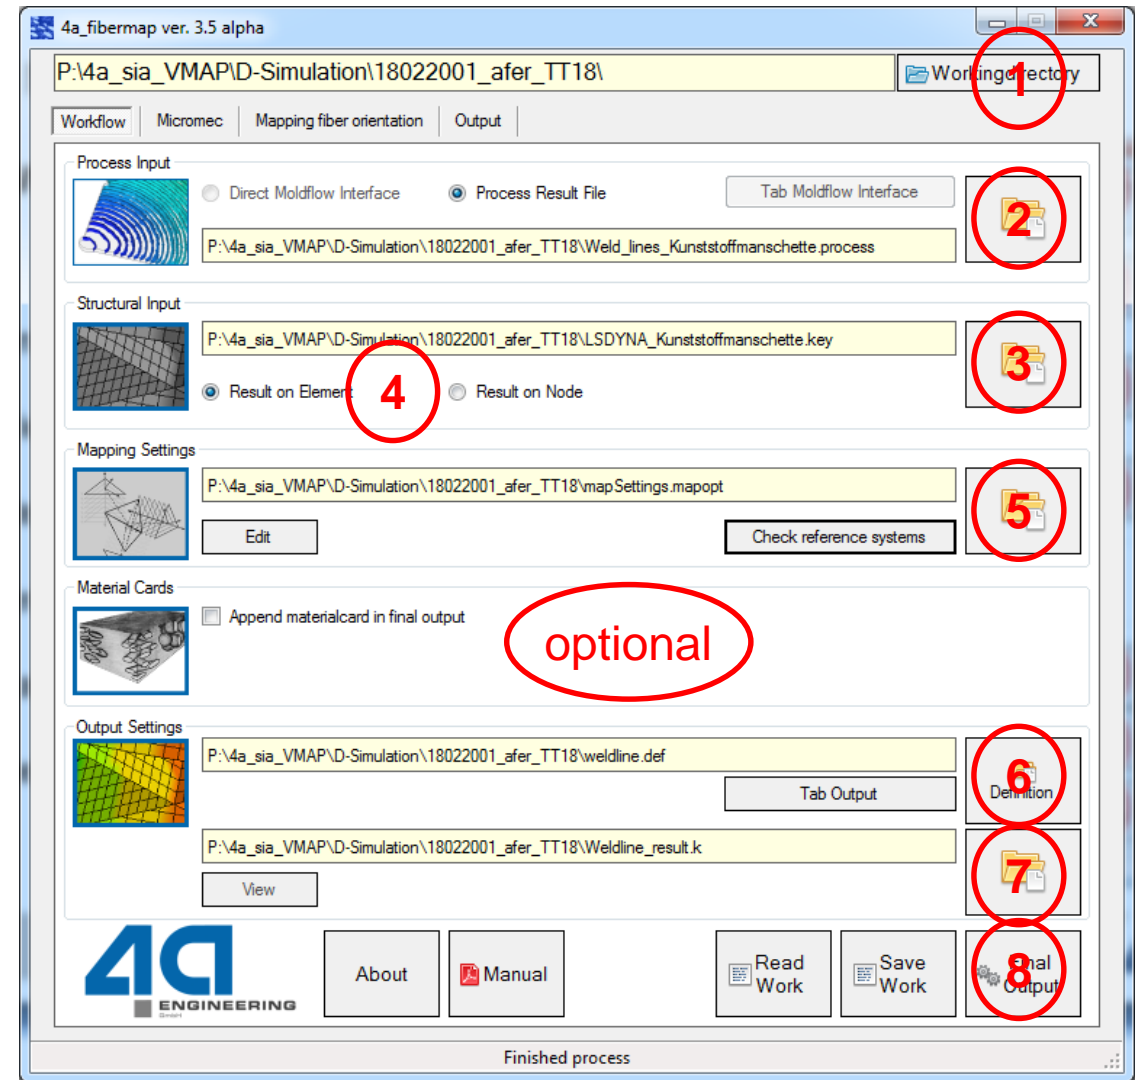 4a_fibermap ver. 3.5 alpha
P:\4a_sia_VMAP\D-Simulation\18022001_afer_TT18\
Workingdirectory
1
Workflow Micromec Mapping fiber orientation Output
Process Input
Direct Moldflow Interface Process Result File Tab Moldflow Interface
2
P:\4a_sia_VMAP\D-Simulation\18022001_afer_TT18\Weld_lines_Kunststoffmanschette.process
Structural Input
P:\4a_sia_VMAP\D-Simulation\18022001_afer_TT18\LSDYNA_Kunststoffmanschette.key
3
Result on Element 4 Result on Node
Mapping Settings
P:\4a_sia_VMAP\D-Simulation\18022001_afer_TT18\mapSettings.mapopt
5
Edit Check reference systems
Material Cards
Append materialcard in final output
optional
Output Settings
P:\4a_sia_VMAP\D-Simulation\18022001_afer_TT18\weldline.def
6
Definition
Tab Output
P:\4a_sia_VMAP\D-Simulation\18022001_afer_TT18\Weldline_result.k
7
View
4a
ENGINEERING
GmbH
About
Manual
Read
Work
Save
Work
Final
Output
8
Finished process